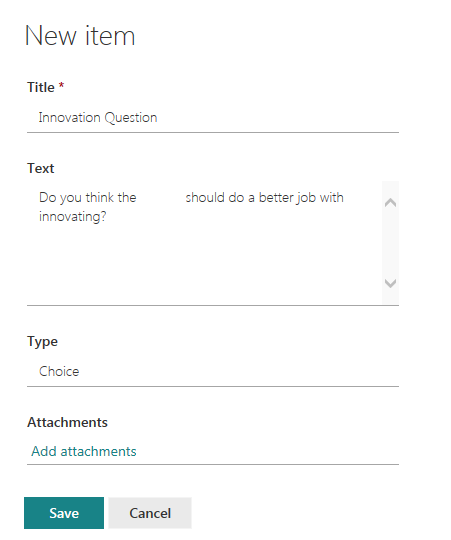 New item
Title *
Innovation Question
Text
Do you think the should do a better job with
innovating?
Type
Choice
Attachments
Add attachments
Save Cancel